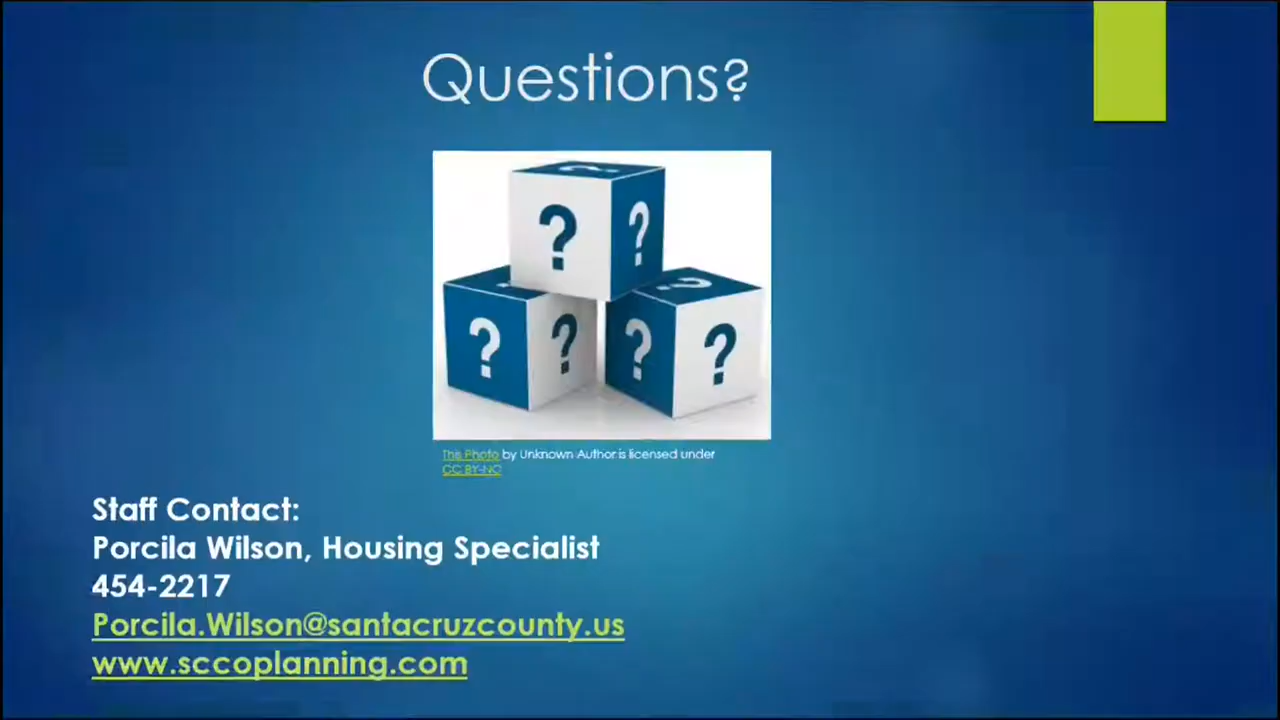 Questions?
This Photo by Unknown Author is licensed under
CC BY-NC
Staff Contact:
Porcila Wilson, Housing Specialist
454-2217
Porcila.Wilson@santacruzcounty.us
www.sccoplanning.com